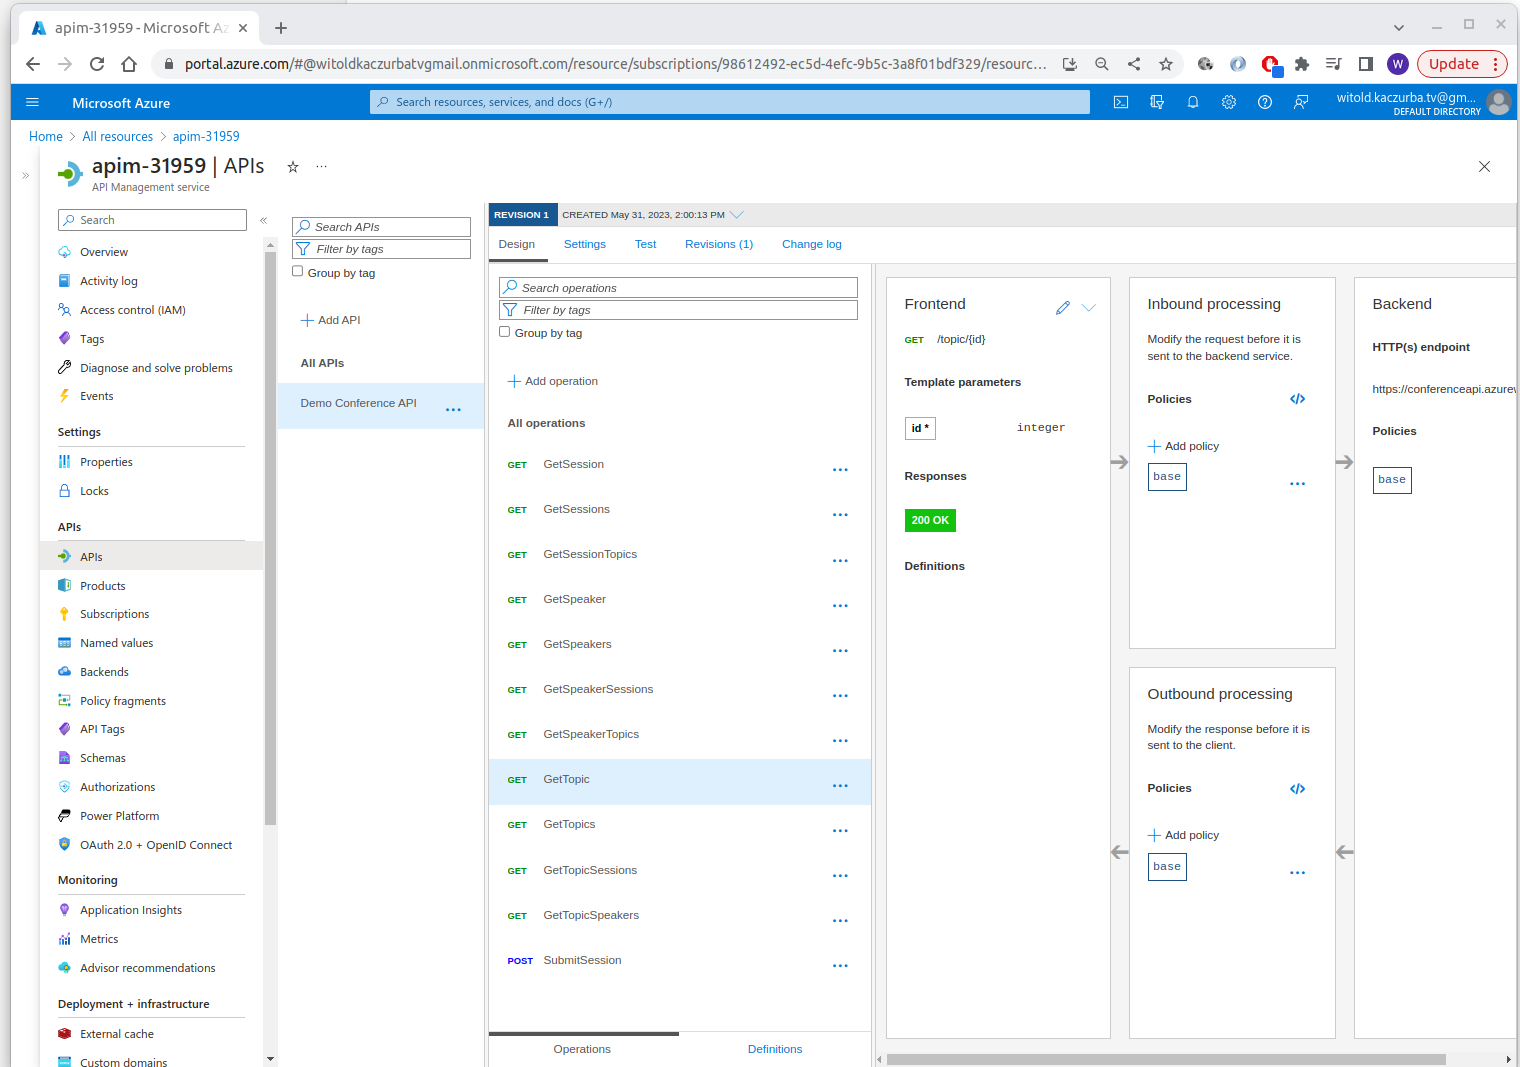 apim-31959 - Microsoft Az
portal.azure.com/#@witoldkaczurbatvgmail.onmicrosoft.com/resource/subscriptions/98612492-ec5d-4efc-9b5c-3a8f01bdf329/resourc...
W
Update
Microsoft Azure
Search resources, services, and docs (G+/)
witold.kaczurba.tv@gm...
DEFAULT DIRECTORY
Home > All resources > apim-31959
apim-31959 | APIs
API Management service
Search
Overview
Activity log
Access control (IAM)
Tags
Diagnose and solve problems
Events
Settings
Properties
Locks
APIs
APIs
Products
Subscriptions
Named values
Backends
Policy fragments
API Tags
Schemas
Authorizations
Power Platform
OAuth 2.0 + OpenID Connect
Monitoring
Application Insights
Metrics
Advisor recommendations
Deployment + infrastructure
External cache
Custom domains
Search APIs
Filter by tags
Group by tag
Add API
All APIs
Demo Conference API
REVISION 1
CREATED May 31, 2023, 2:00:13 PM
Design
Settings
Test
Revisions (1)
Change log
Search operations
Filter by tags
Group by tag
Add operation
All operations
GET GetSession
GET GetSessions
GET GetSessionTopics
GET GetSpeaker
GET GetSpeakers
GET GetSpeakerSessions
GET GetSpeakerTopics
GET GetTopic
GET GetTopics
GET GetTopicSessions
GET GetTopicSpeakers
POST SubmitSession
Operations
Definitions
Frontend
GET /topic/{id}
Template parameters
id * integer
Responses
200 OK
Definitions
Inbound processing
Modify the request before it is
sent to the backend service.
Policies
</>
Add policy
base
Outbound processing
Modify the response before it is
sent to the client.
Policies
</>
Add policy
base
Backend
HTTP(s) endpoint
https://conferenceapi.azurew
Policies
base